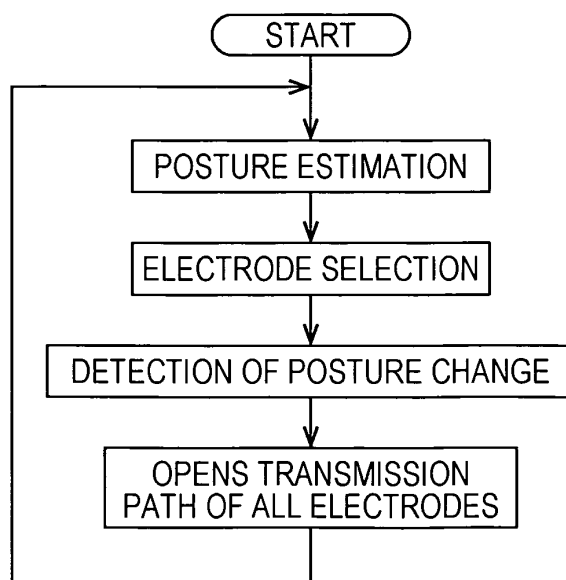 START
POSTURE ESTIMATION
ELECTRODE SELECTION
DETECTION OF POSTURE CHANGE
OPENS TRANSMISSION
PATH OF ALL ELECTRODES